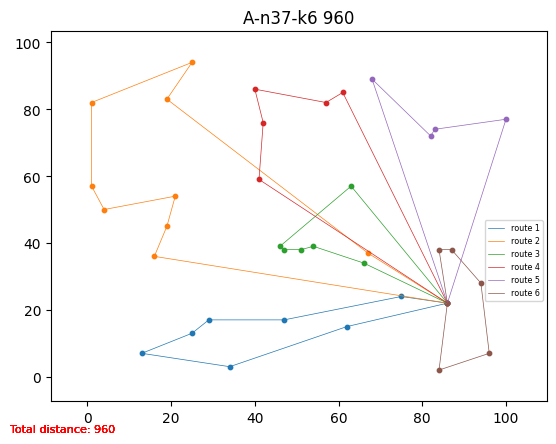 A-n37-k6 960
100
80
60
40
20
0
route 1
route 2
route 3
route 4
route 5
route 6
0 20 40 60 80 100
Total distance: 960